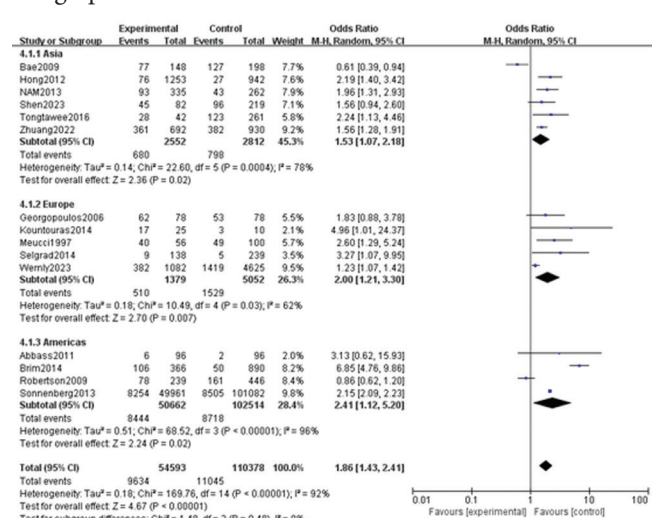 Experimental Control Odds Ratio Odds Ratio
Study or Subgroup Events Total Events Total Weight M-H, Random, 95% CI M-H, Random, 95% CI
4.1.1 Asia
Bae2009 77 148 127 198 7.7% 0.61 [0.39, 0.94]
Hong2012 76 1253 27 942 7.7% 2.19 [1.40, 3.42]
NAM2013 93 335 43 262 7.9% 1.96 [1.31, 2.93]
Shen2023 45 82 96 219 7.1% 1.56 [0.94, 2.60]
Tongtawee2016 28 42 123 261 5.7% 2.24 [1.13, 4.46]
Zhuang2022 361 692 382 930 9.2% 1.56 [1.28, 1.91]
Subtotal (95% CI) 2552 2812 45.3% 1.53 [1.07, 2.18]
Total events 680 798
Heterogeneity: Tau² = 0.14; Chi² = 22.60, df = 5 (P = 0.0004); I² = 78%
Test for overall effect: Z = 2.36 (P = 0.02)
4.1.2 Europe
Georgopoulos2006 62 78 53 78 5.5% 1.83 [0.88, 3.78]
Kountouras2014 17 25 3 10 2.0% 4.96 [1.01, 24.37]
Meucci1997 40 56 49 100 5.6% 2.60 [1.29, 5.24]
Selgrad2014 9 138 5 239 3.7% 3.27 [1.07, 9.95]
Wernly2023 382 1082 1419 4625 9.5% 1.23 [1.07, 1.42]
Subtotal (95% CI) 1379 5052 26.3% 2.00 [1.21, 3.30]
Total events 510 1529
Heterogeneity: Tau² = 0.18; Chi² = 10.49, df = 4 (P = 0.03); I² = 62%
Test for overall effect: Z = 2.70 (P = 0.007)
4.1.3 Americas
Abbass2011 6 96 2 96 2.0% 3.13 [0.62, 15.93]
Brim2014 106 366 50 890 8.4% 6.85 [4.76, 9.86]
Robertson2009 78 239 161 446 8.5% 0.86 [0.62, 1.20]
Sonnenberg2013 8254 49961 8505 101082 9.6% 2.15 [2.09, 2.23]
Subtotal (95% CI) 50662 102514 28.4% 2.41 [1.12, 5.20]
Total events 8444 8718
Heterogeneity: Tau² = 0.51; Chi² = 68.52, df = 3 (P < 0.00001); I² = 96%
Test for overall effect: Z = 2.24 (P = 0.02)
Total (95% CI) 54593 110378 100.0% 1.86 [1.43, 2.41]
Total events 9634 11045
Heterogeneity: Tau² = 0.18; Chi² = 169.76, df = 14 (P < 0.00001); I² = 92%
Test for overall effect: Z = 4.67 (P < 0.00001)
0.01 0.1 1 10 100
Favours [experimental] Favours [control]